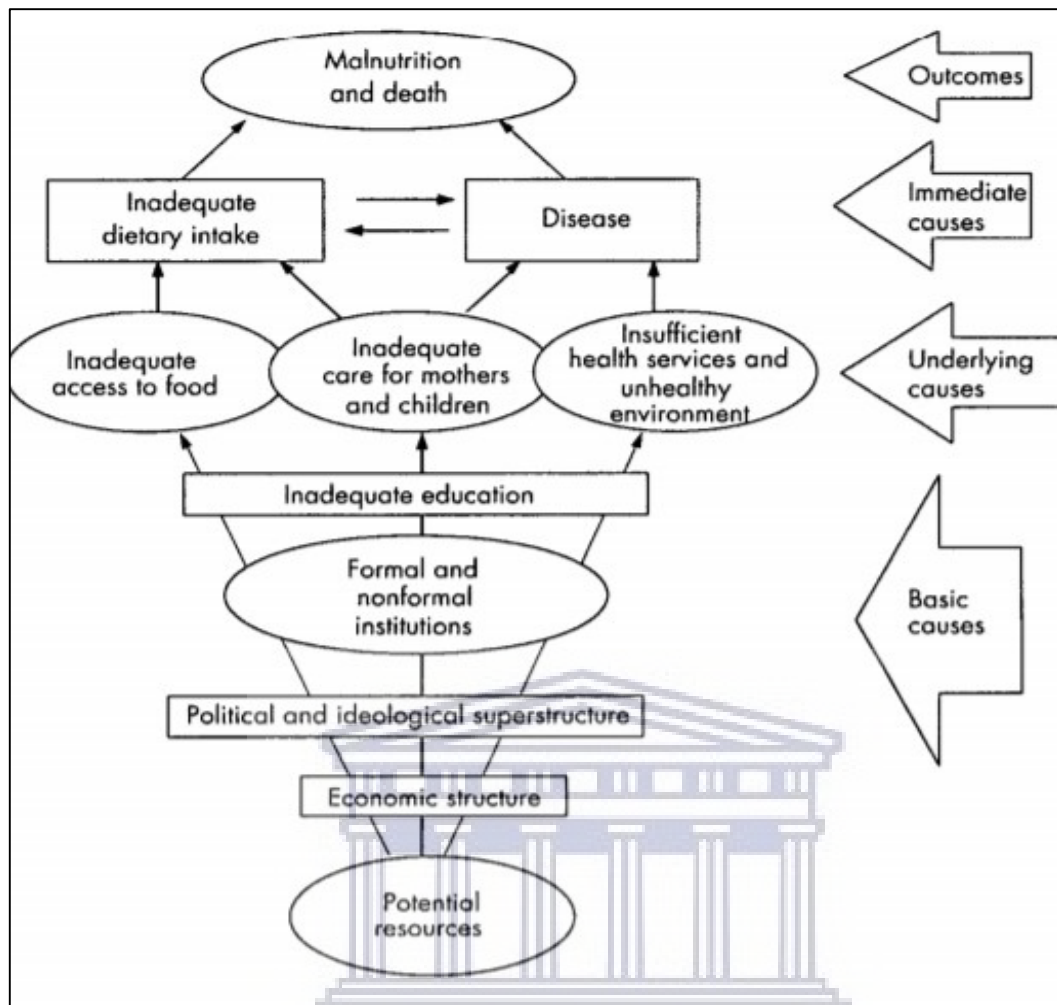 Malnutrition
and death
Outcomes
Inadequate
dietary intake
Disease
Immediate
causes
Inadequate
access to food
Inadequate
care for mothers
and children
Insufficient
health services and
unhealthy
environment
Underlying
causes
Inadequate education
Formal and
nonformal
institutions
Basic
causes
Political and ideological superstructure
Economic structure
Potential
resources